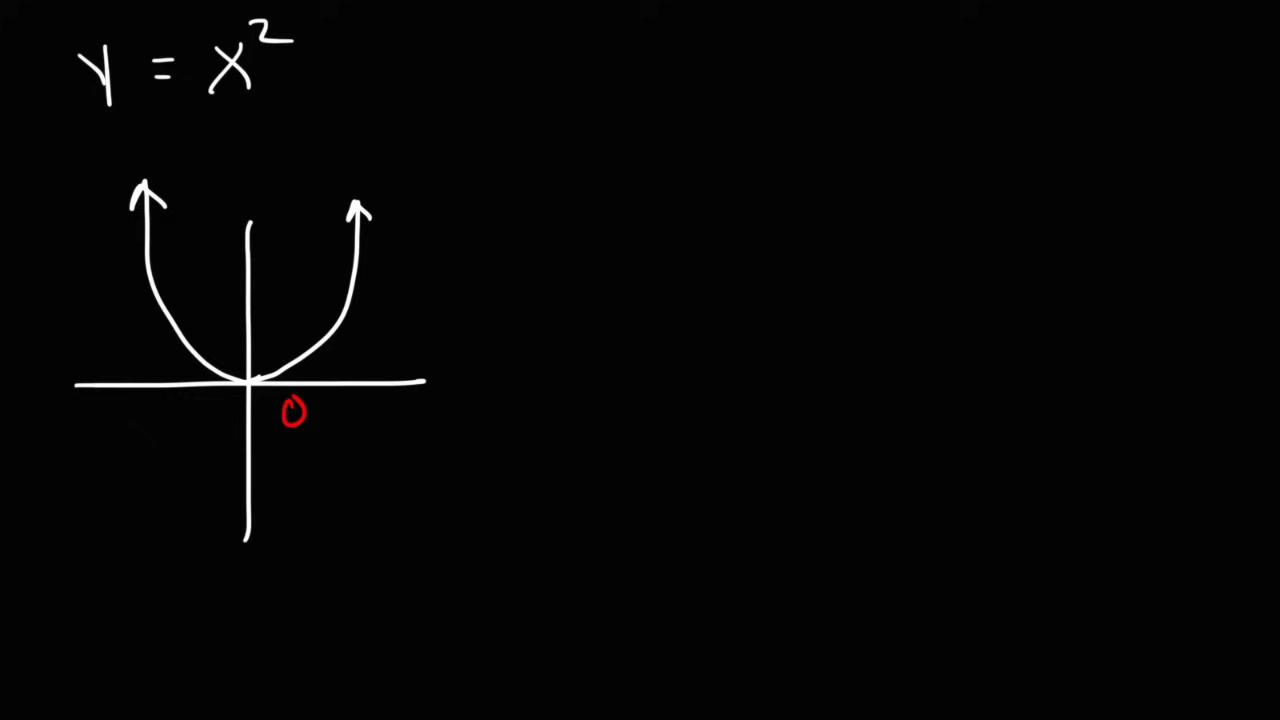 y = x²
0